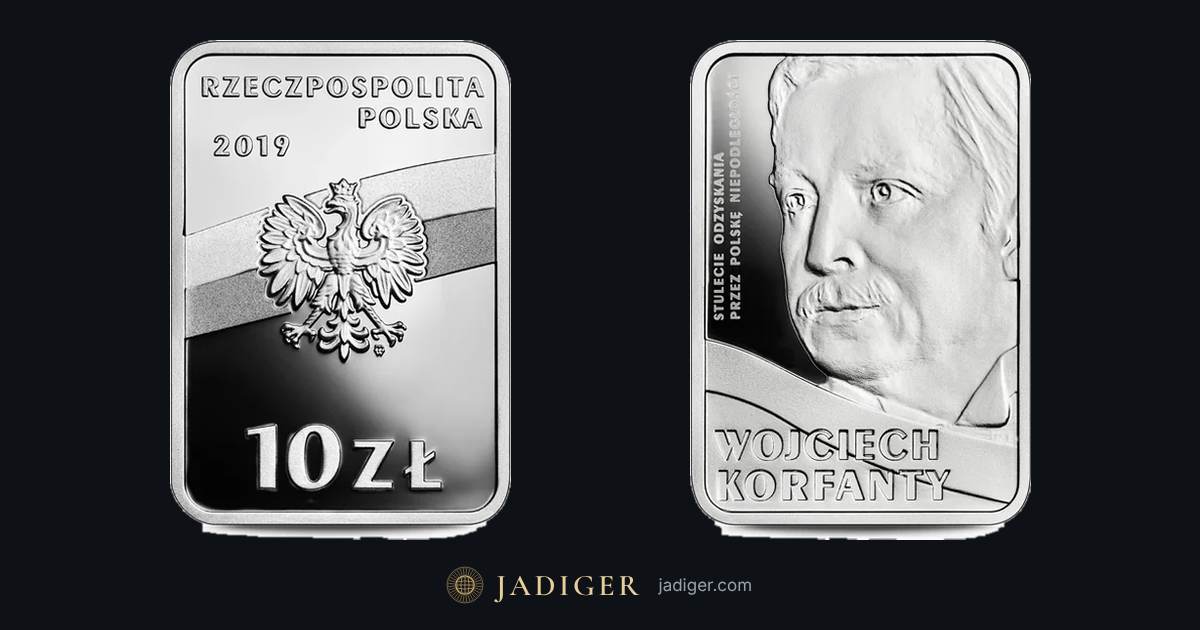 RZECZPOSPOLITA
POLSKA
2019
10 ZŁ
STULECIE ODZYSKANIA
PRZEZ POLSKĘ NIEPODLEGŁOŚCI
WOJCIECH
KORFANTY
JADIGER
jadiger.com